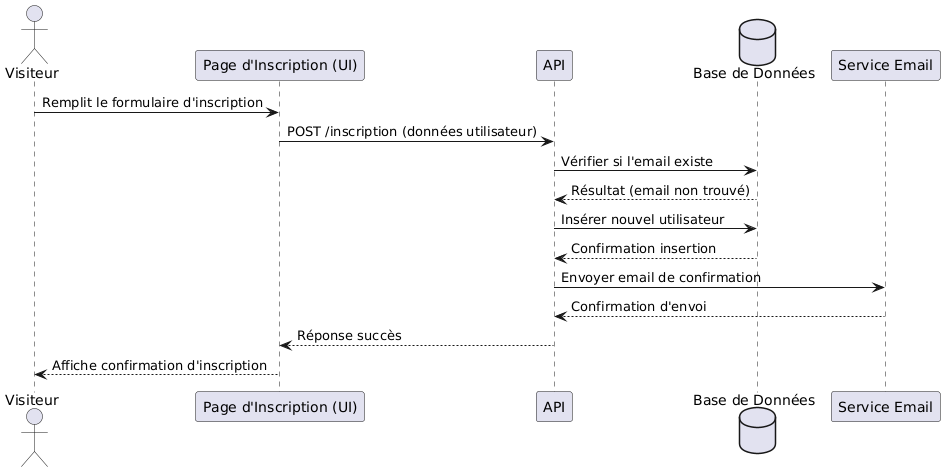 Visiteur
Page d'Inscription (UI)
API
Base de Données
Service Email
Remplit le formulaire d'inscription
POST /inscription (données utilisateur)
Vérifier si l'email existe
Résultat (email non trouvé)
Insérer nouvel utilisateur
Confirmation insertion
Envoyer email de confirmation
Confirmation d'envoi
Réponse succès
Affiche confirmation d'inscription
Visiteur
Page d'Inscription (UI)
API
Base de Données
Service Email